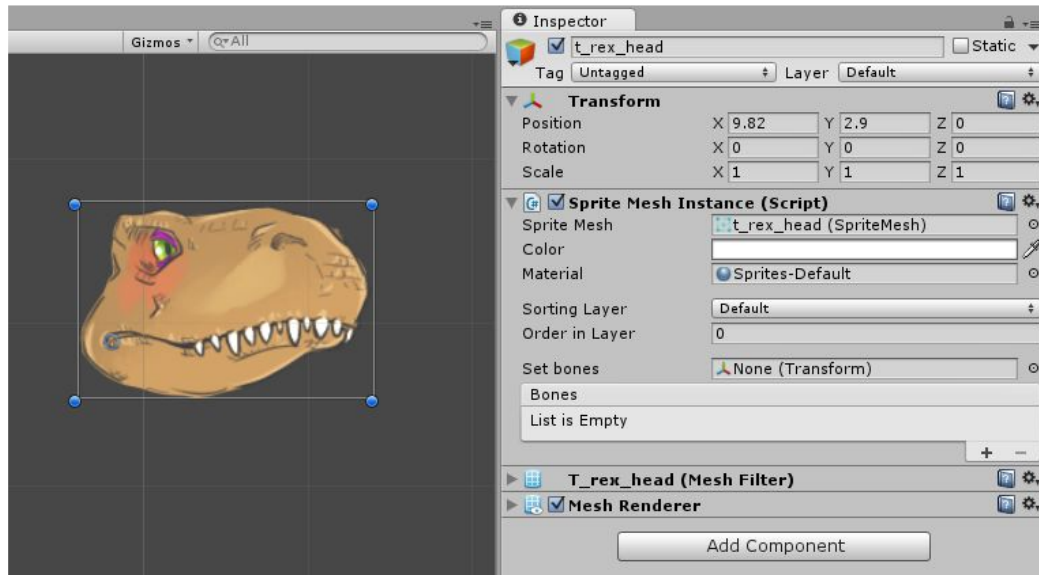 Inspector
Gizmos All
t_rex_head Static
Tag Untagged Layer Default
Transform
Position X 9.82 Y 2.9 Z 0
Rotation X 0 Y 0 Z 0
Scale X 1 Y 1 Z 1
Sprite Mesh Instance (Script)
Sprite Mesh t_rex_head (SpriteMesh)
Color
Material Sprites-Default
Sorting Layer Default
Order in Layer 0
Set bones None (Transform)
Bones
List is Empty
T_rex_head (Mesh Filter)
Mesh Renderer
Add Component